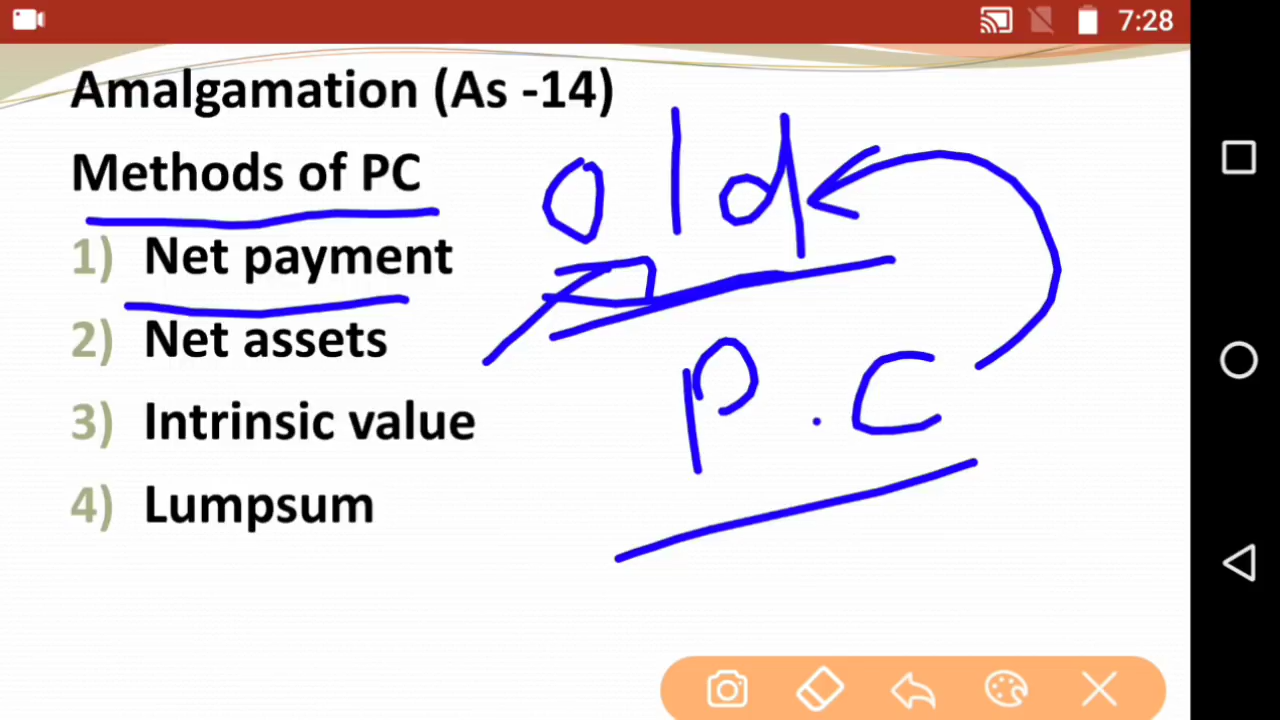 7:28
Amalgamation (As -14)
Methods of PC
old
1) Net payment
2) Net assets
P.C
3) Intrinsic value
4) Lumpsum